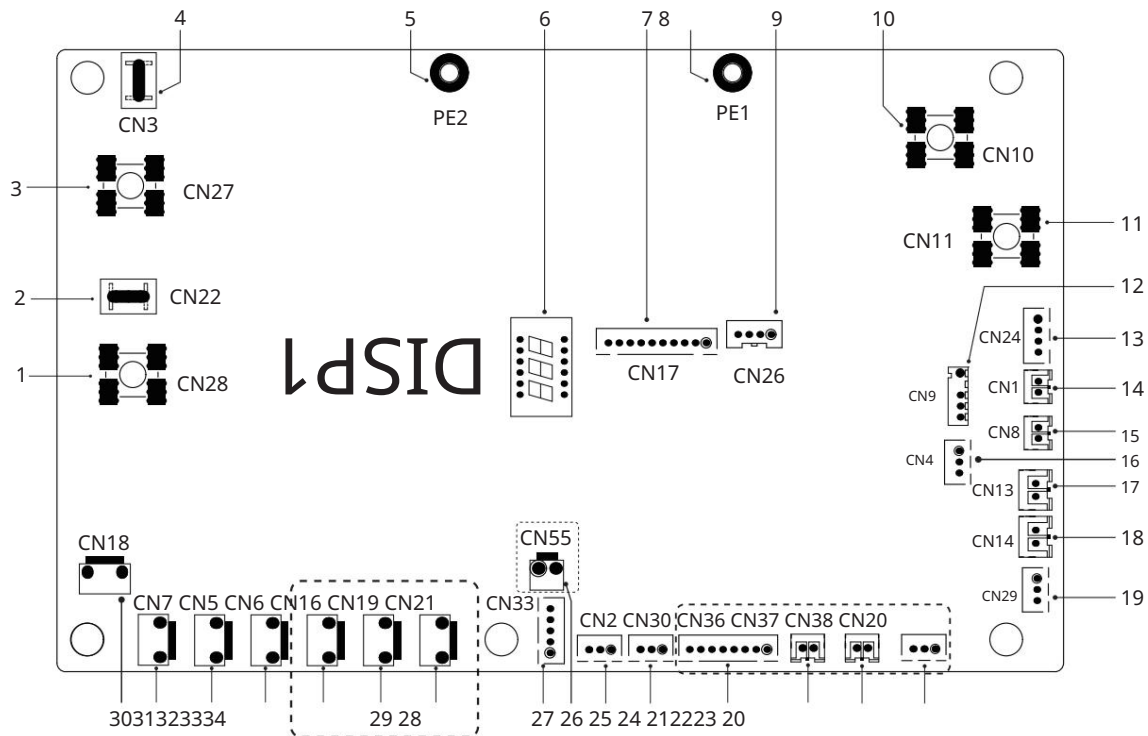 4 5 6 7 8 9 10
CN3 PE2 PE1
CN10
3 CN27
11
CN11
12
2 CN22
CN24 13
DISP1
CN17 CN26
1 CN28
CN9 CN1 14
CN8 15
CN4 16
CN13 17
CN18 CN55
CN14 18
CN7 CN5 CN6 CN16 CN19 CN21 CN33 CN29 19
CN2 CN30 CN36 CN37 CN38 CN20
303132333​4 29 28 27 26 25 24 212223 20